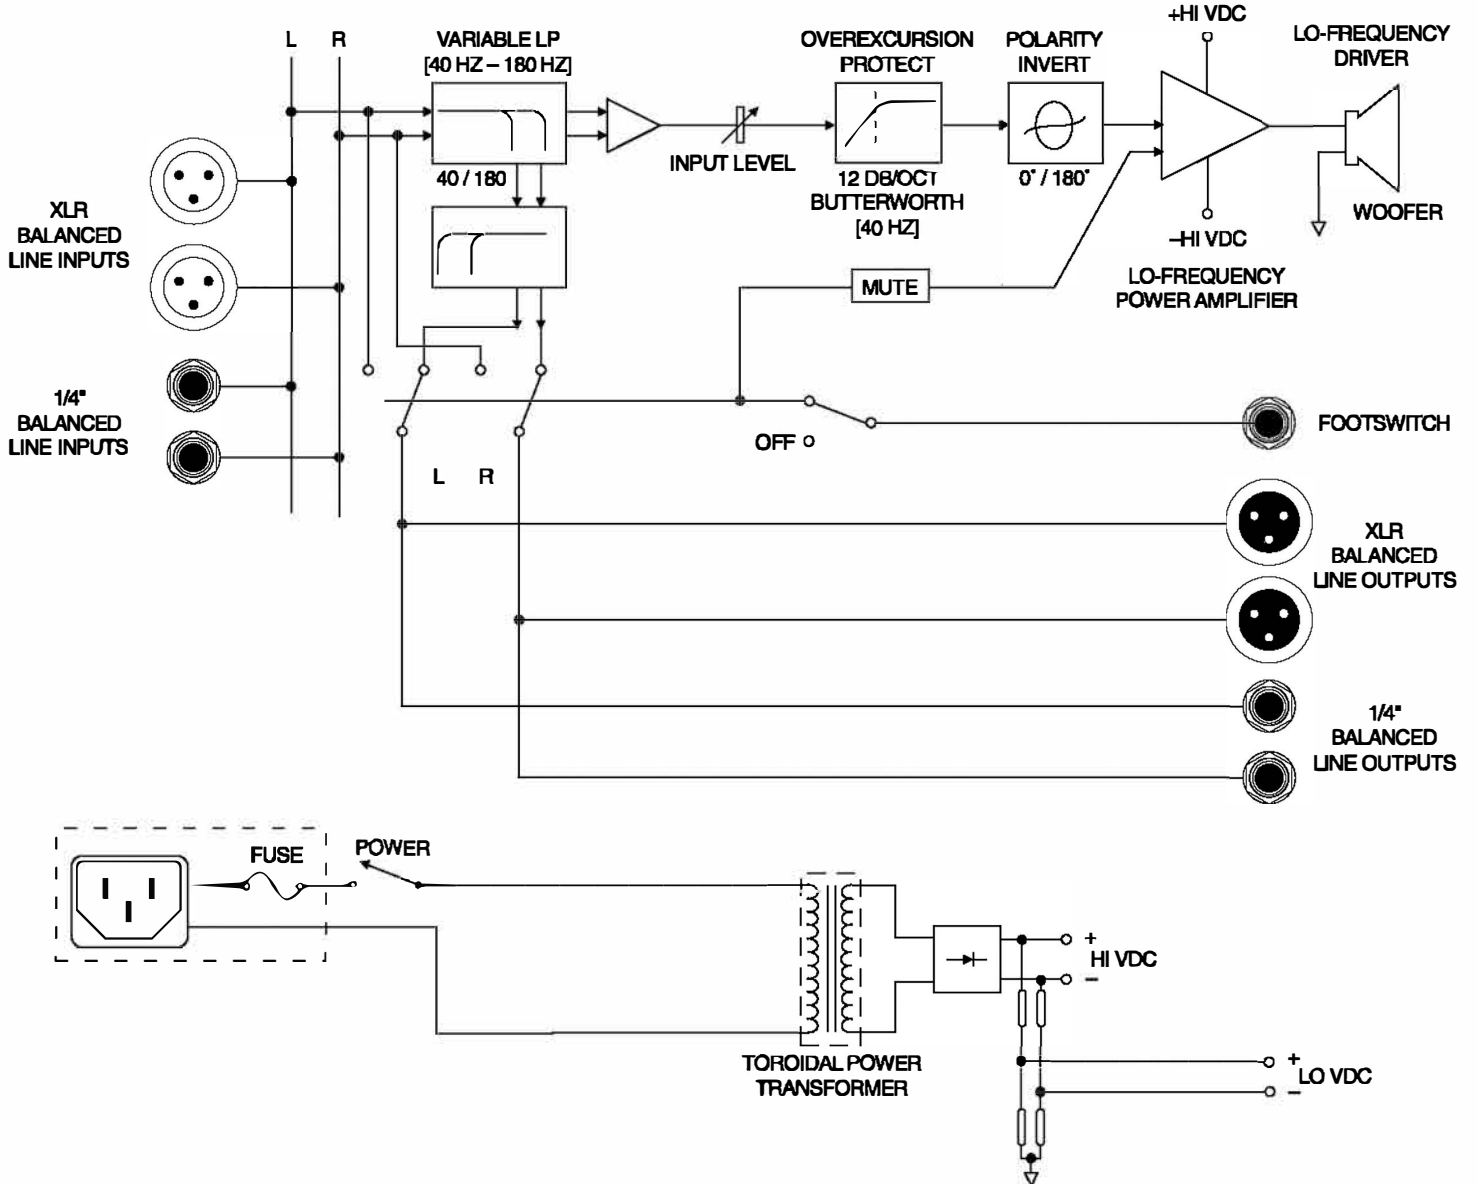 +HI VDC
L
R
VARIABLE LP
[40 HZ – 180 HZ]
OVEREXCURSION
PROTECT
POLARITY
INVERT
LO-FREQUENCY
DRIVER
INPUT LEVEL
40 / 180
12 DB/OCT
BUTTERWORTH
[40 HZ]
0° / 180°
WOOFER
XLR
BALANCED
LINE INPUTS
–HI VDC
LO-FREQUENCY
POWER AMPLIFIER
MUTE
1/4"
BALANCED
LINE INPUTS
OFF
FOOTSWITCH
L
R
XLR
BALANCED
LINE OUTPUTS
1/4"
BALANCED
LINE OUTPUTS
FUSE
POWER
+
HI VDC
–
TOROIDAL POWER
TRANSFORMER
+
LO VDC
–